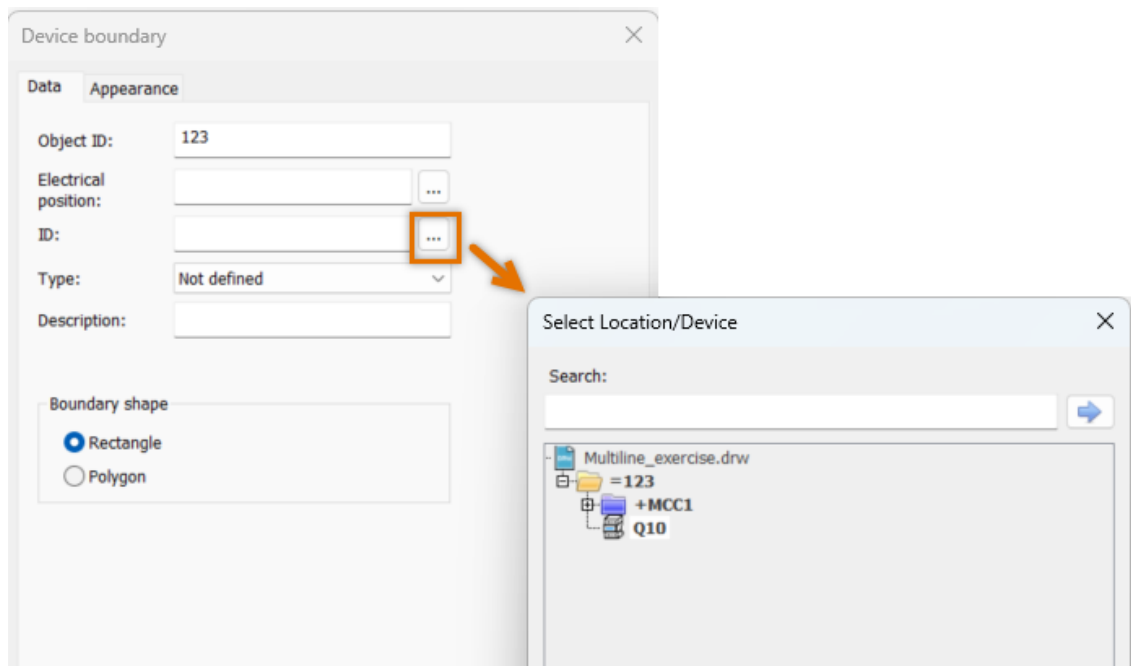 Device boundary
Data Appearance
Object ID: 123
Electrical
position: ...
ID: ...
Type: Not defined
Description:
Boundary shape
Rectangle
Polygon
Select Location/Device
Search:
Multiline_exercise.drw
=123
+MCC1
Q10